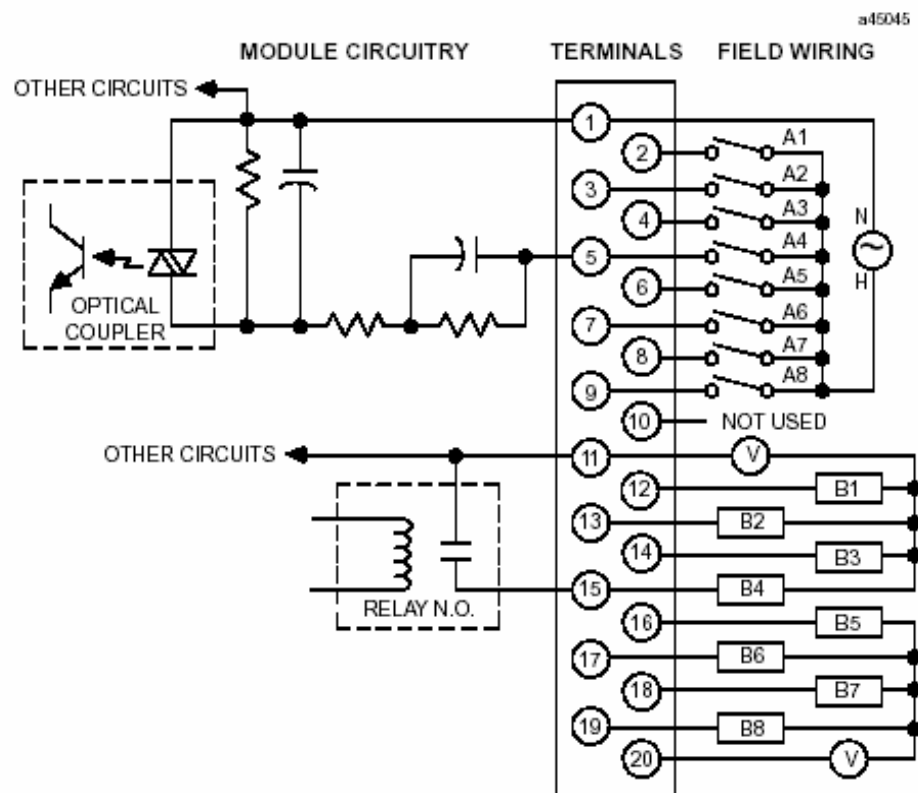 a45045
MODULE CIRCUITRY
TERMINALS
FIELD WIRING
OTHER CIRCUITS
1
2
A1
3
A2
4
A3
N
5
A4
~
6
A5
H
OPTICAL
COUPLER
7
A6
8
A7
9
A8
10
NOT USED
OTHER CIRCUITS
11
V
12
B1
13
B2
14
B3
15
B4
RELAY N.O.
16
B5
17
B6
18
B7
19
B8
20
V